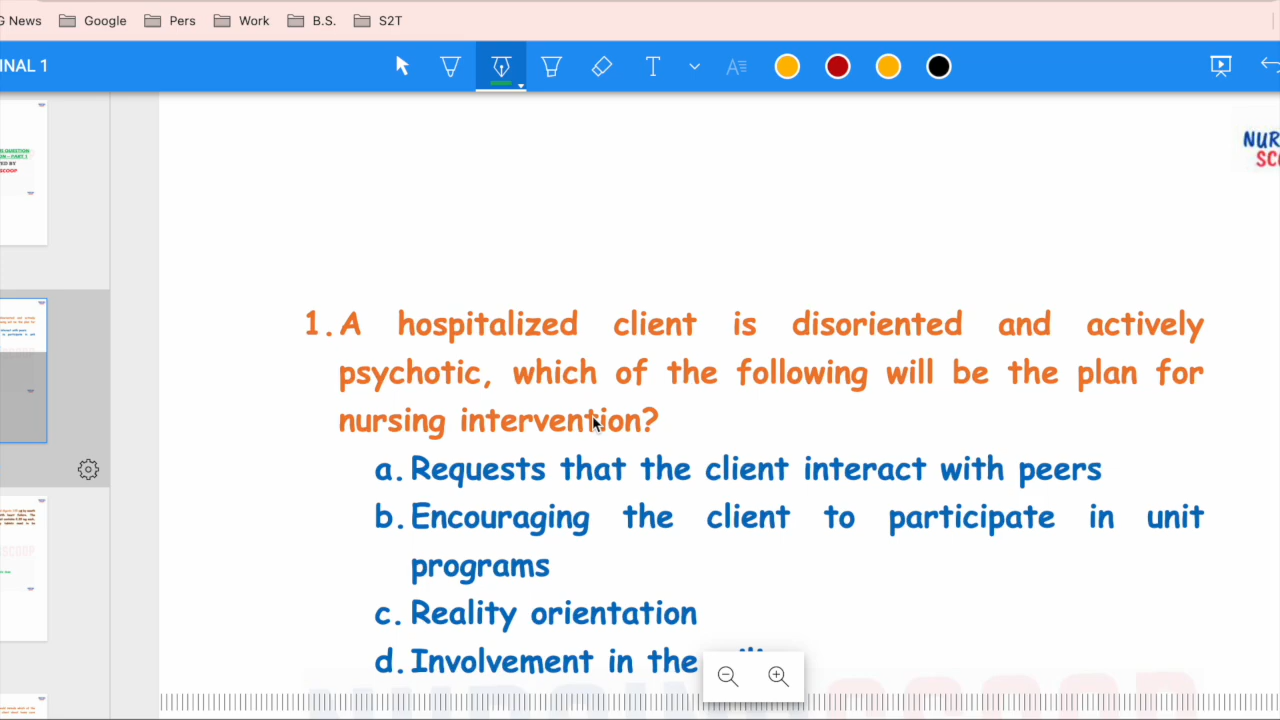 News
Google
Pers
Work
B.S.
S2T
INAL 1
T
NUR
SC
1. A hospitalized client is disoriented and actively
psychotic, which of the following will be the plan for
nursing intervention?
a. Requests that the client interact with peers
b. Encouraging the client to participate in unit
programs
c. Reality orientation
d. Involvement in the